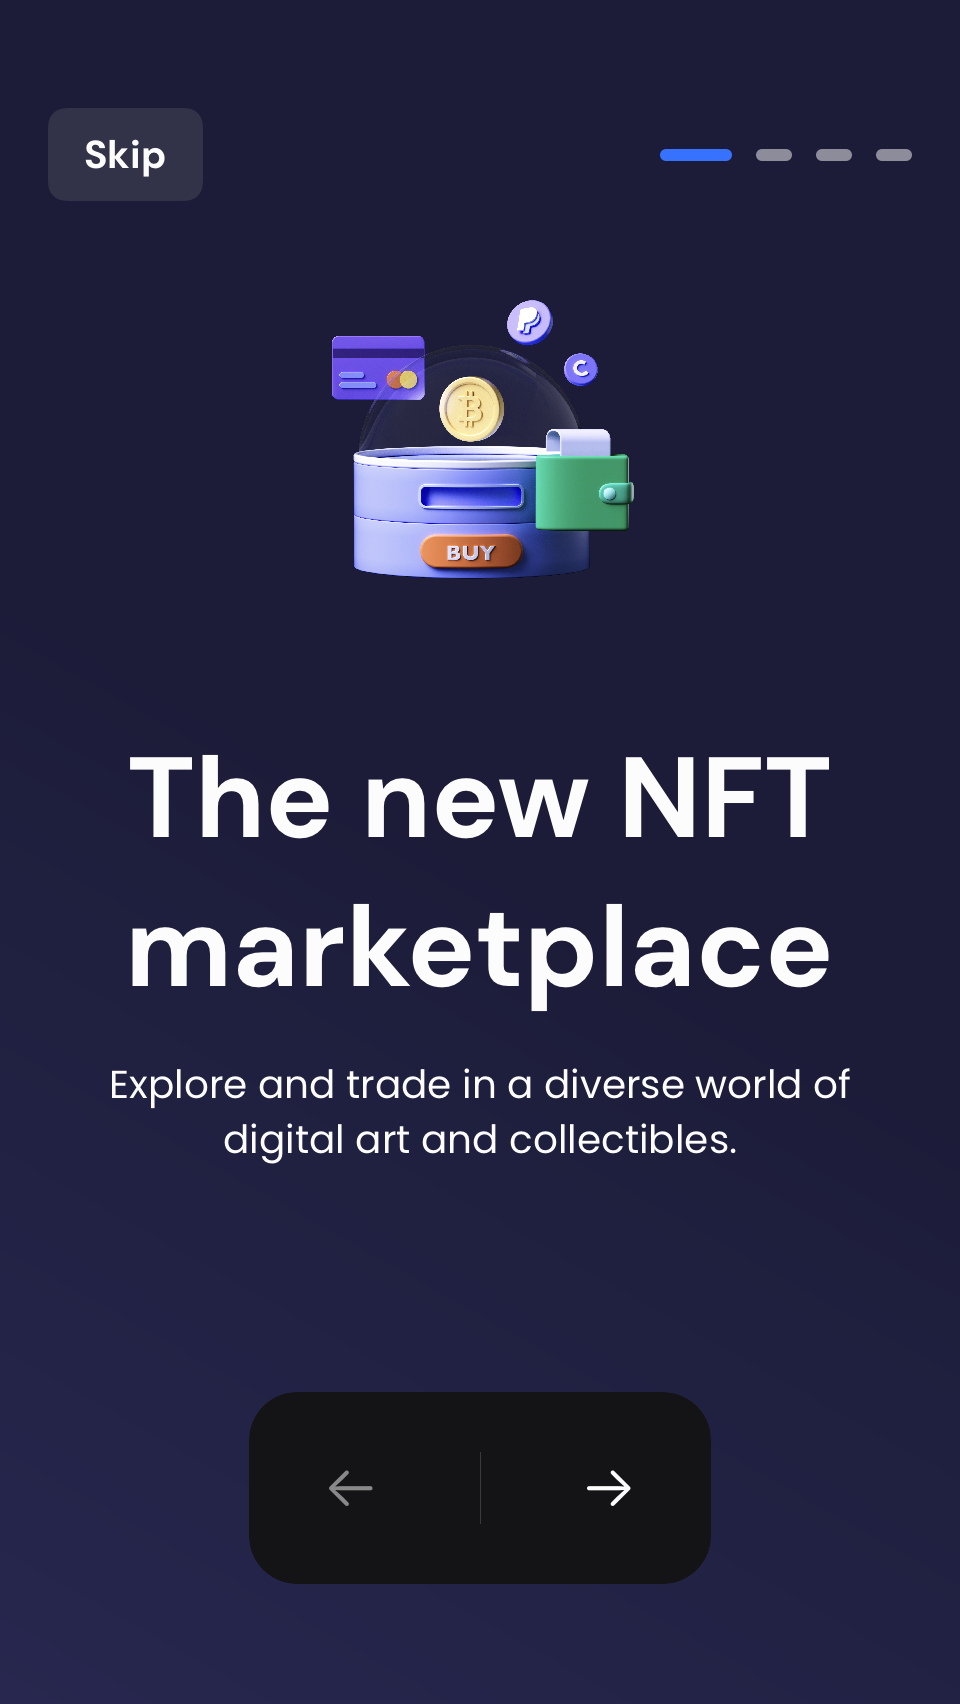 Skip
C
BUY
The new NFT
marketplace
Explore and trade in a diverse world of
digital art and collectibles.